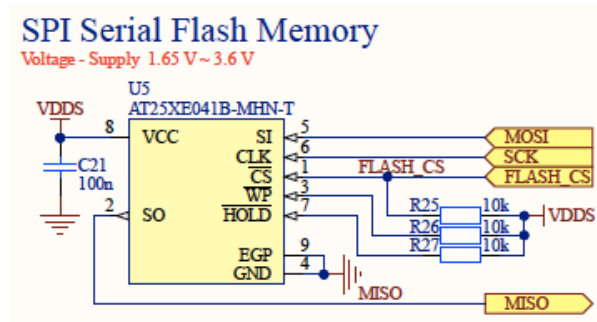 SPI Serial Flash Memory
Voltage - Supply 1.65 V ~ 3.6 V
U5
VDDS AT25XE041B-MHN-T
8 VCC SI 5 MOSI
CLK 6 SCK
C21 CS 1 FLASH_CS FLASH_CS
100n WP 3
2 SO HOLD 7 R25 10k VDDS
R26 10k
R27 10k
EGP 9
GND 4
MISO
MISO